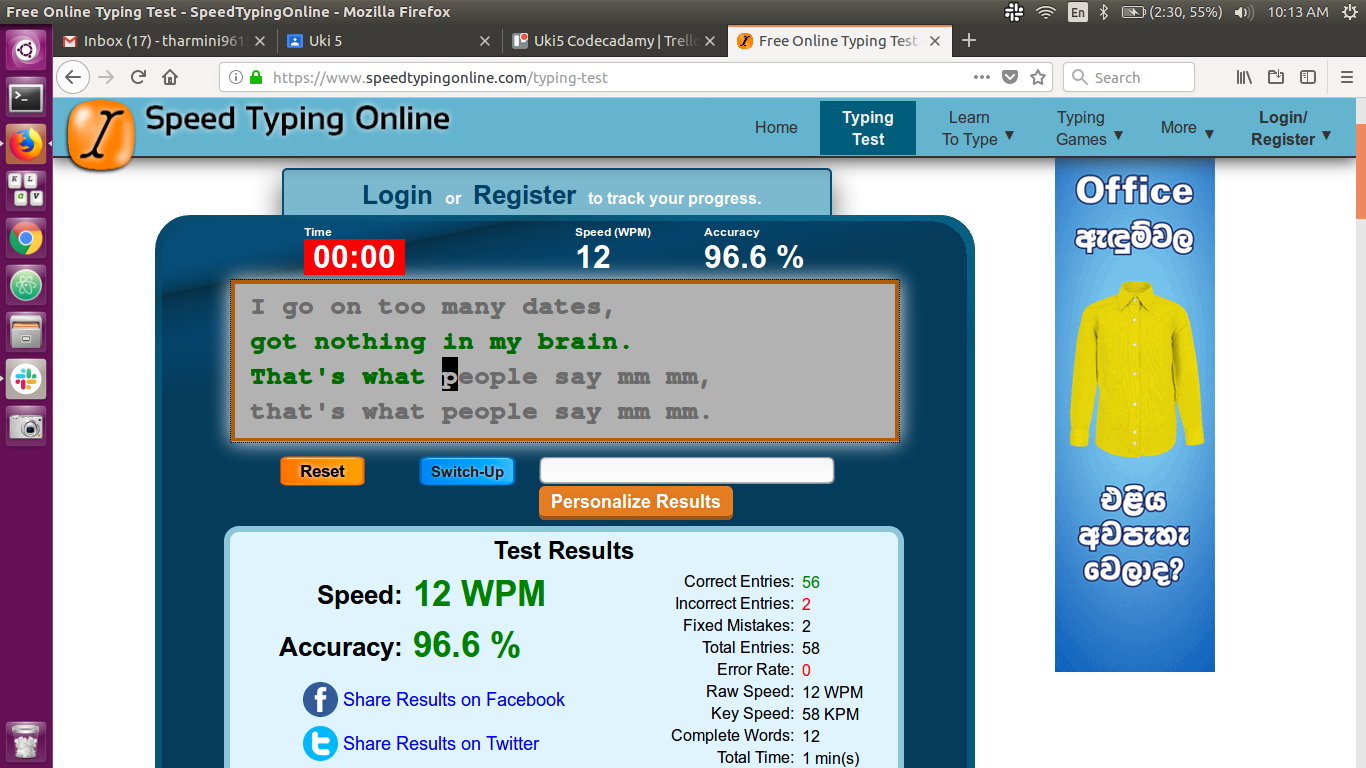 Free Online Typing Test - SpeedTypingOnline - Mozilla Firefox
En
(2:30, 55%)
10:13 AM
Inbox (17) - tharmini961
Uki 5
Uki5 Codecadamy | Trello
Free Online Typing Test -
https://www.speedtypingonline.com/typing-test
Search
Speed Typing Online
Home
Typing
Test
Learn
To Type
Typing
Games
More
Login/
Register
Login or Register to track your progress.
Time
Speed (WPM)
Accuracy
00:00
12
96.6 %
I go on too many dates,
got nothing in my brain.
That's what people say mm mm,
that's what people say mm mm.
Reset
Switch-Up
Personalize Results
Test Results
Speed: 12 WPM
Accuracy: 96.6 %
Share Results on Facebook
Share Results on Twitter
Correct Entries: 56
Incorrect Entries: 2
Fixed Mistakes: 2
Total Entries: 58
Error Rate: 0
Raw Speed: 12 WPM
Key Speed: 58 KPM
Complete Words: 12
Total Time: 1 min(s)
Office
ඇඳුම්වල
එළිය
අවපැහැ
වෙලාද?
K L
a v